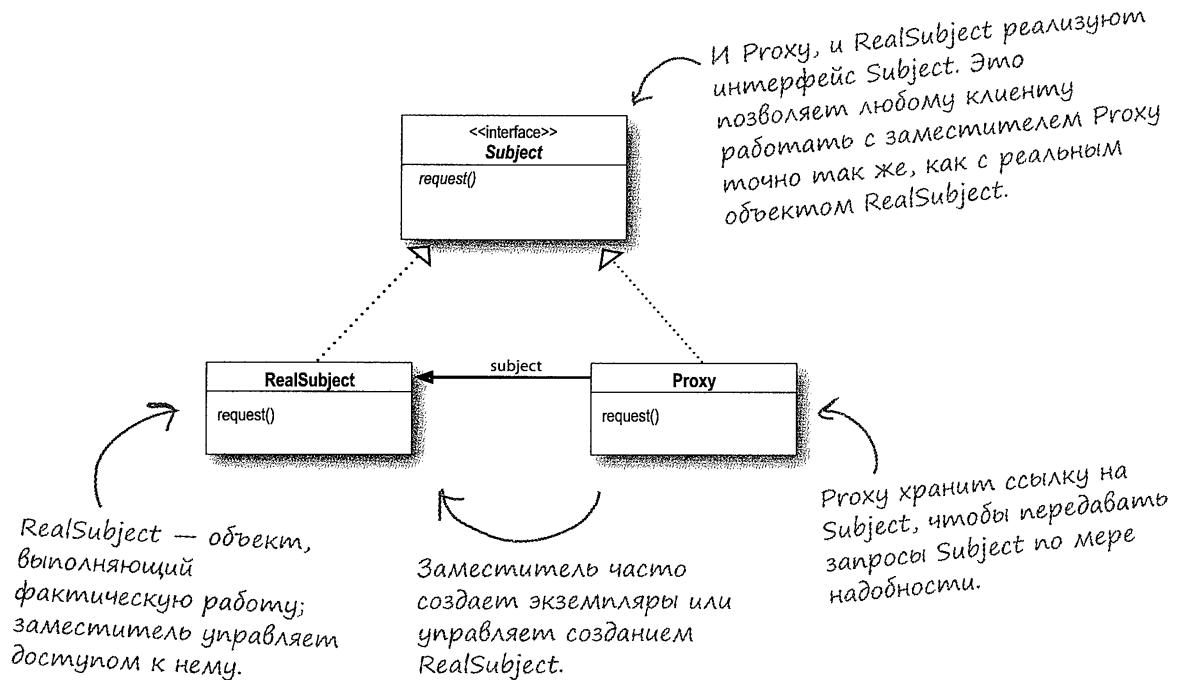 И Proxy, и RealSubject реализуют
интерфейс Subject. Это
позволяет любому клиенту
работать с заместителем Proxy
точно так же, как с реальным
объектом RealSubject.
<<interface>>
Subject
request()
RealSubject
request()
subject
Proxy
request()
RealSubject — объект,
выполняющий
фактическую работу;
заместитель управляет
доступом к нему.
Заместитель часто
создает экземпляры или
управляет созданием
RealSubject.
Proxy хранит ссылку на
Subject, чтобы передавать
запросы Subject по мере
надобности.